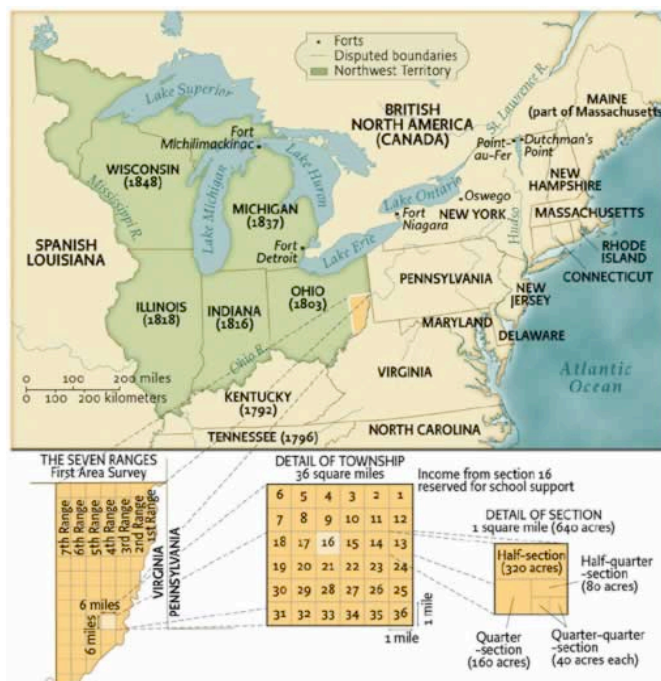 Forts
Disputed boundaries
Northwest Territory
Lake Superior
St. Lawrence R.
MAINE
(part of Massachusetts)
BRITISH
NORTH AMERICA
(CANADA)
Fort
Michilimackinac
Point-
au-Fer
Dutchman's
Point
WISCONSIN
(1848)
Mississippi R.
Lake Michigan
Lake Huron
Lake Ontario
Oswego
NEW
HAMPSHIRE
MICHIGAN
(1837)
Fort
Niagara
NEW YORK
Hudso
MASSACHUSETTS
SPANISH
LOUISIANA
Fort
Detroit
Lake Erie
RHODE
ISLAND
CONNECTICUT
PENNSYLVANIA
NEW
JERSEY
ILLINOIS
(1818)
INDIANA
(1816)
OHIO
(1803)
MARYLAND
DELAWARE
Ohio R.
VIRGINIA
Atlantic
Ocean
0 100 200 miles
0 100 200 kilometers
KENTUCKY
(1792)
TENNESSEE (1796)
NORTH CAROLINA
THE SEVEN RANGES
First Area Survey
7th Range
6th Range
5th Range
4th Range
3rd Range
2nd Range
1st Range
VIRGINIA
PENNSYLVANIA
6 miles
6 miles
DETAIL OF TOWNSHIP
36 square miles
Income from section 16
reserved for school support
6 5 4 3 2 1
7 8 9 10 11 12
18 17 16 15 14 13
19 20 21 22 23 24
30 29 28 27 26 25
31 32 33 34 35 36
1 mile
1 mile
DETAIL OF SECTION
1 square mile (640 acres)
Half-section
(320 acres)
Half-quarter
-section
(80 acres)
Quarter
-section
(160 acres)
Quarter-quarter
-section
(40 acres each)